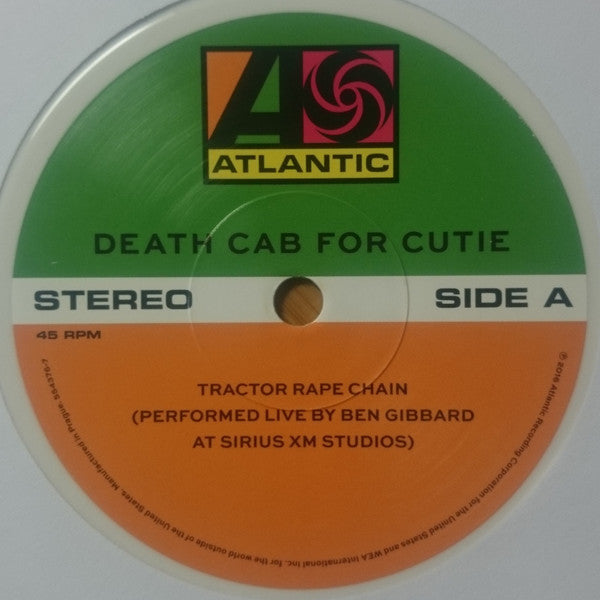 A
ATLANTIC
DEATH CAB FOR CUTIE
STEREO
SIDE A
45 RPM
TRACTOR RAPE CHAIN
(PERFORMED LIVE BY BEN GIBBARD
AT SIRIUS XM STUDIOS)
℗ 2016 Atlantic Recording Corporation for the United States and WEA International Inc. for the world outside of the United States. Manufactured in Prague. 554376-7